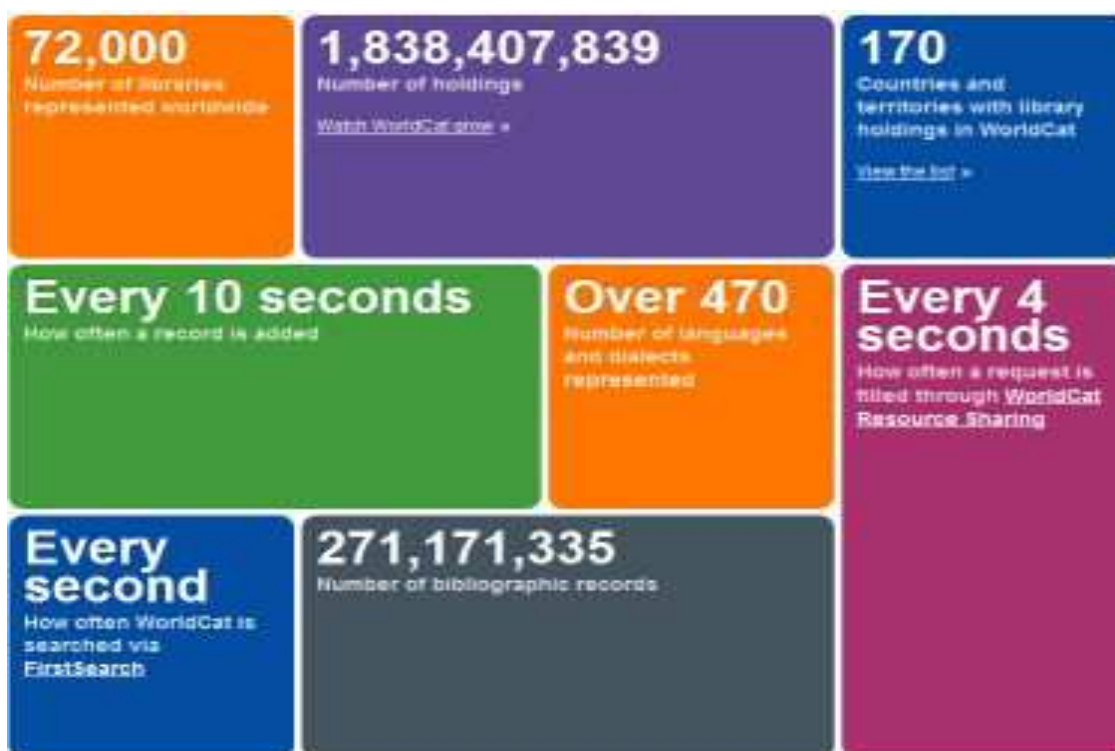 72,000
Number of libraries
represented worldwide
1,838,407,839
Number of holdings
Watch WorldCat grow »
170
Countries and
territories with library
holdings in WorldCat
View the list »
Every 10 seconds
How often a record is added
Over 470
Number of languages
and dialects
represented
Every 4
seconds
How often a request is
filled through WorldCat
Resource Sharing
Every
second
How often WorldCat is
searched via
FirstSearch
271,171,335
Number of bibliographic records